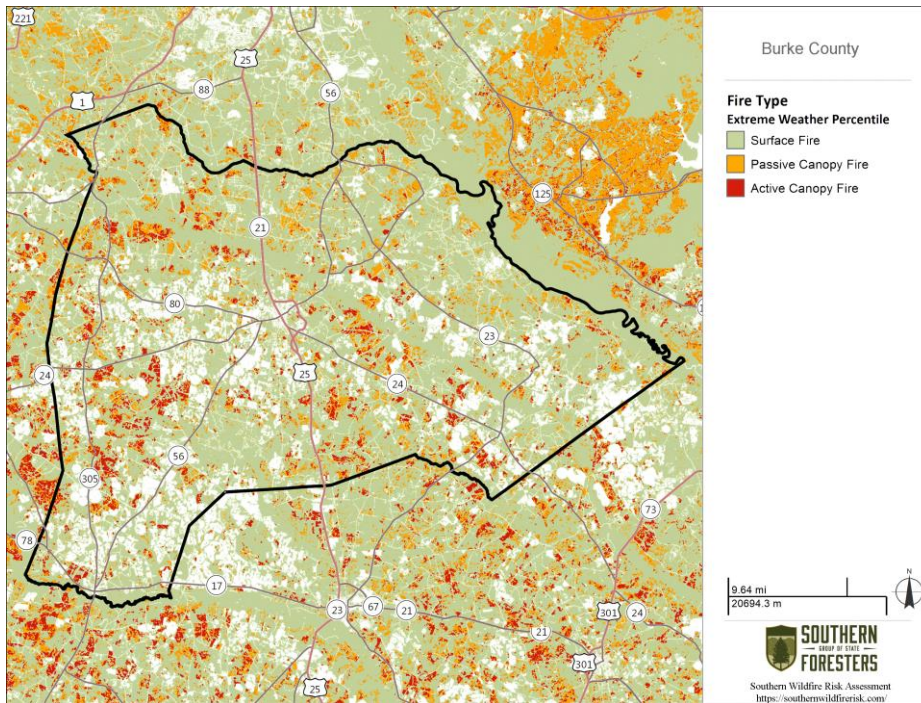 221
25
1
88
56
125
21
80
23
24
25
24
56
305
73
78
17
23
67
21
301
24
21
301
25
Burke County
Fire Type
Extreme Weather Percentile
Surface Fire
Passive Canopy Fire
Active Canopy Fire
9.64 mi
20694.3 m
N
SOUTHERN
GROUP OF STATE
FORESTERS
Southern Wildfire Risk Assessment
https://southernwildfirerisk.com/